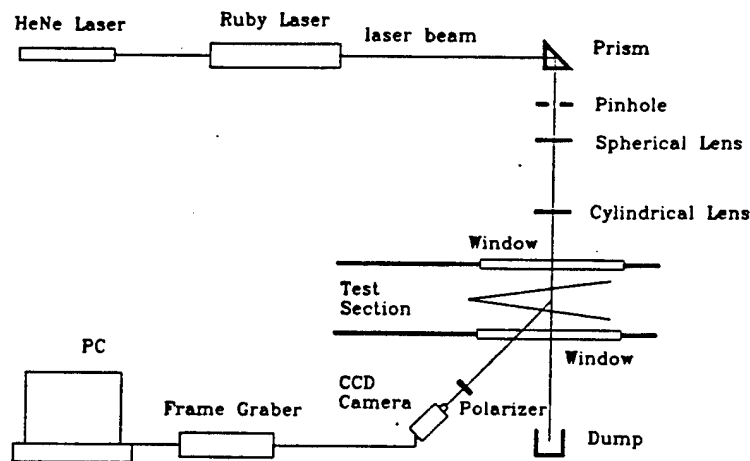 HeNe Laser
Ruby Laser
laser beam
Prism
Pinhole
Spherical Lens
Cylindrical Lens
Window
Test
Section
Window
PC
CCD
Camera
Polarizer
Frame Graber
Dump